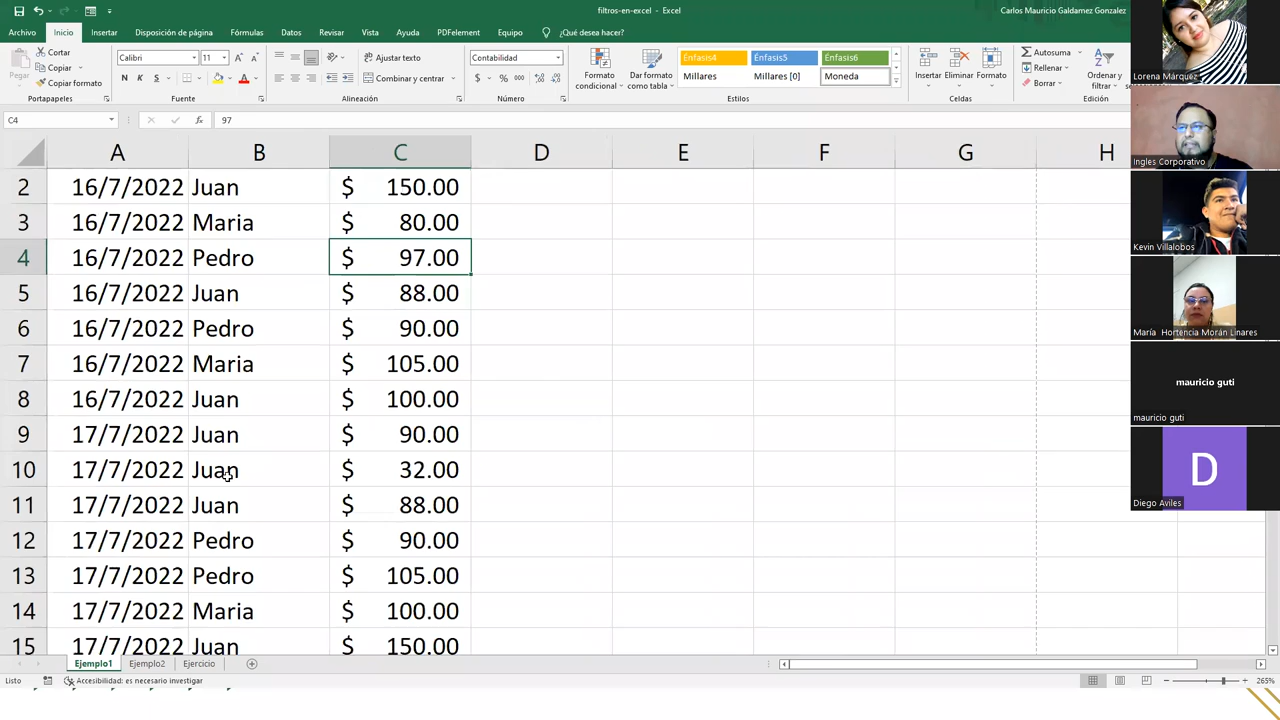 filtros-en-excel - Excel
Carlos Mauricio Galdamez Gonzalez
Archivo Inicio Insertar Disposición de página Fórmulas Datos Revisar Vista Ayuda PDFelement Equipo ¿Qué desea hacer?
Pegar
Cortar
Copiar
Copiar formato
Portapapeles
Calibri 11
N K S
Fuente
Ajustar texto
Combinar y centrar
Alineación
Contabilidad
$ % 000
Número
Formato condicional
Dar formato como tabla
Énfasis4 Énfasis5 Énfasis6
Millares Millares [0] Moneda
Estilos
Insertar Eliminar Formato
Celdas
Autosuma
Rellenar
Borrar
Ordenar y filtrar
Edición
C4 fx 97
A B C D E F G H
2 16/7/2022 Juan $ 150.00
3 16/7/2022 Maria $ 80.00
4 16/7/2022 Pedro $ 97.00
5 16/7/2022 Juan $ 88.00
6 16/7/2022 Pedro $ 90.00
7 16/7/2022 Maria $ 105.00
8 16/7/2022 Juan $ 100.00
9 17/7/2022 Juan $ 90.00
10 17/7/2022 Juan $ 32.00
11 17/7/2022 Juan $ 88.00
12 17/7/2022 Pedro $ 90.00
13 17/7/2022 Pedro $ 105.00
14 17/7/2022 Maria $ 100.00
15 17/7/2022 Juan $ 150.00
Ejemplo1 Ejemplo2 Ejercicio
Listo Accesibilidad: es necesario investigar 265%
Lorena Márquez
Ingles Corporativo
Kevin Villalobos
María Hortencia Morán Linares
mauricio guti
mauricio guti
D
Diego Aviles